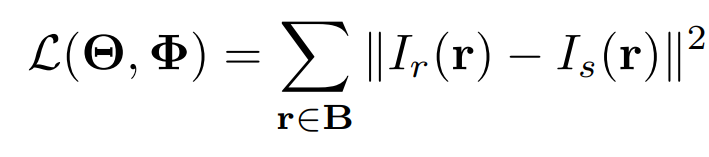 ℒ(𝚯, 𝚽) = ∑_{𝐫∈𝐁} ‖I_r(𝐫) − I_s(𝐫)‖²